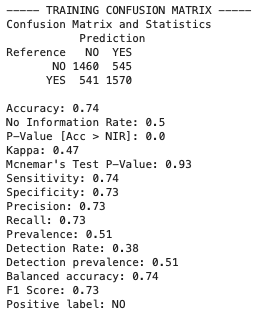 ----- TRAINING CONFUSION MATRIX -----
Confusion Matrix and Statistics
Prediction
Reference NO YES
NO 1460 545
YES 541 1570
Accuracy: 0.74
No Information Rate: 0.5
P-Value [Acc > NIR]: 0.0
Kappa: 0.47
Mcnemar's Test P-Value: 0.93
Sensitivity: 0.74
Specificity: 0.73
Precision: 0.73
Recall: 0.73
Prevalence: 0.51
Detection Rate: 0.38
Detection prevalence: 0.51
Balanced accuracy: 0.74
F1 Score: 0.73
Positive label: NO